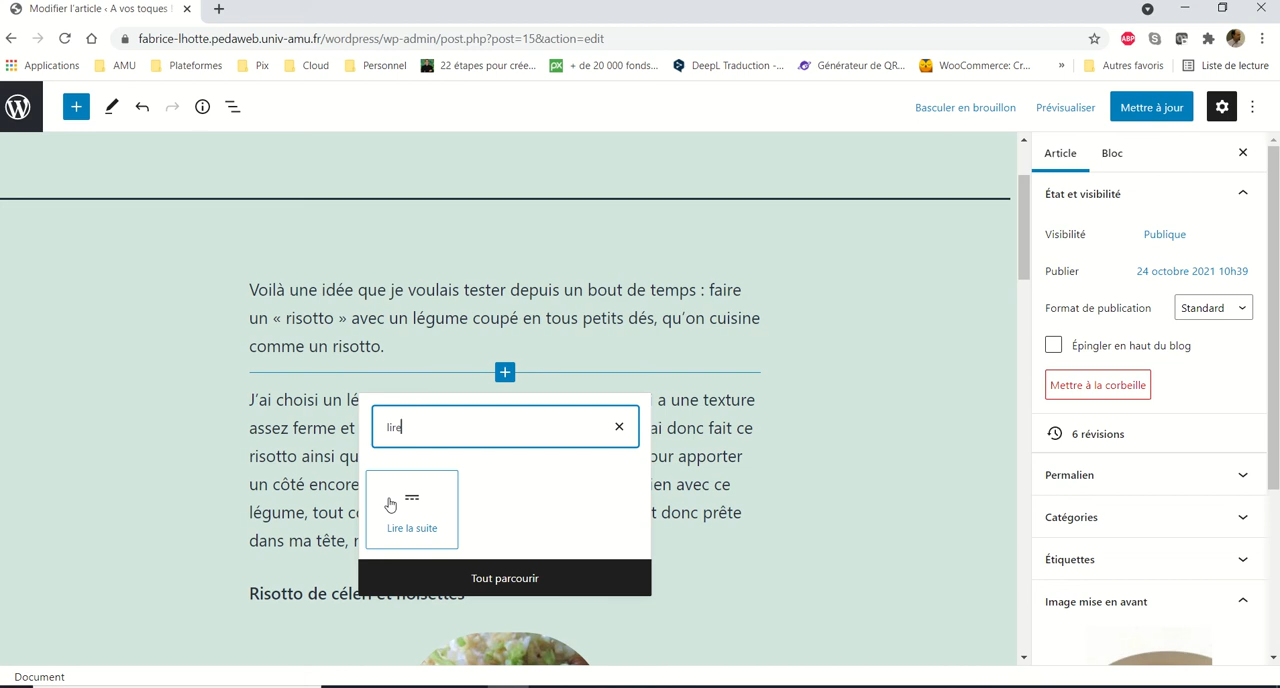 Modifier l'article ‹ A vos toques !
fabrice-lhotte.pedaweb.univ-amu.fr/wordpress/wp-admin/post.php?post=15&action=edit
ABP
Applications AMU Plateformes Pix Cloud Personnel 22 étapes pour crée... + de 20 000 fonds... DeepL Traduction -... Générateur de QR... WooCommerce: Cr... » Autres favoris Liste de lecture
Basculer en brouillon Prévisualiser Mettre à jour
Article Bloc
État et visibilité
Visibilité Publique
Publier 24 octobre 2021 10h39
Format de publication Standard
Épingler en haut du blog
Mettre à la corbeille
6 révisions
Permalien
Catégories
Étiquettes
Image mise en avant
Voilà une idée que je voulais tester depuis un bout de temps : faire
un « risotto » avec un légume coupé en tous petits dés, qu'on cuisine
comme un risotto.
J'ai choisi un lé a une texture
assez ferme et ai donc fait ce
risotto ainsi qu our apporter
un côté encore en avec ce
légume, tout c t donc prête
dans ma tête, r
lire
Lire la suite
Tout parcourir
Risotto de céleri et noisettes
Document